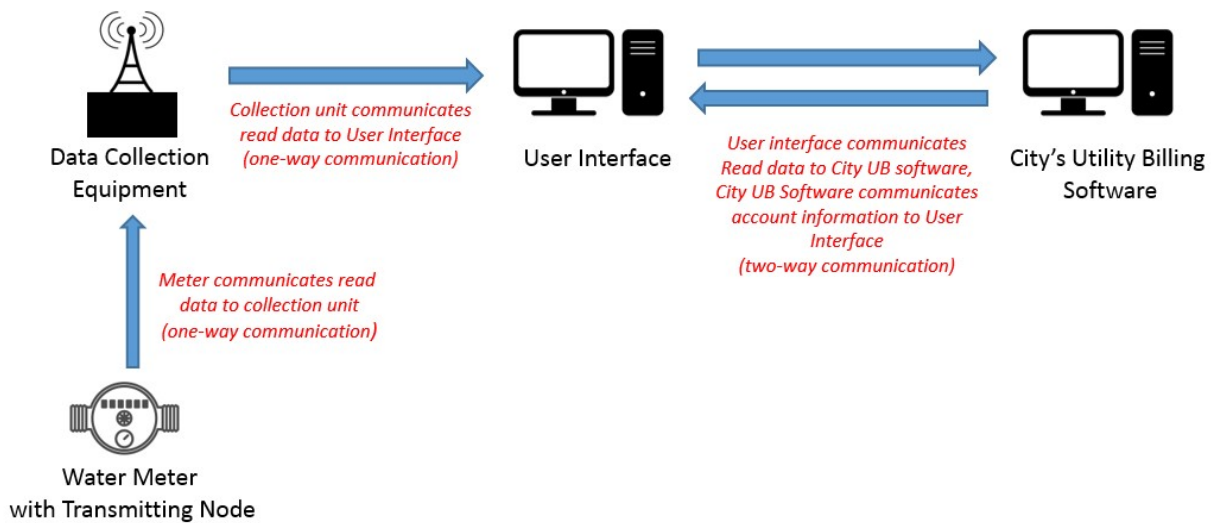 Collection unit communicates
read data to User Interface
(one-way communication)
Data Collection
Equipment
User Interface
User interface communicates
Read data to City UB software,
City UB Software communicates
account information to User
Interface
(two-way communication)
City’s Utility Billing
Software
Meter communicates read
data to collection unit
(one-way communication)
Water Meter
with Transmitting Node